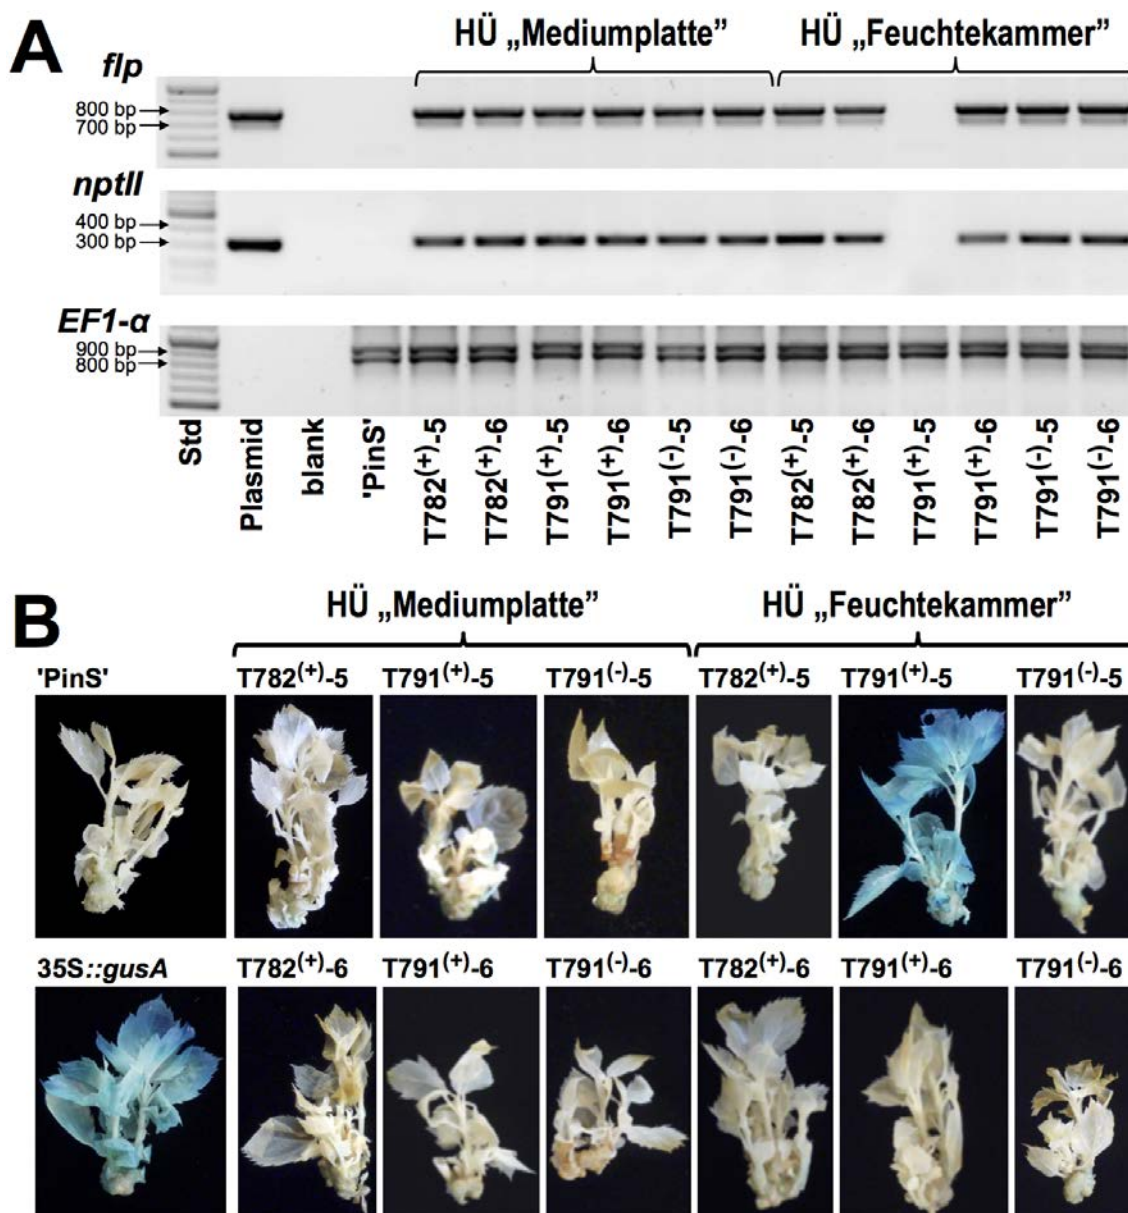 A
HÜ „Mediumplatte”
HÜ „Feuchtekammer”
flp
800 bp
700 bp
nptII
400 bp
300 bp
EF1-α
900 bp
800 bp
Std
Plasmid
blank
'PinS'
T782(+)-5
T782(+)-6
T791(+)-5
T791(+)-6
T791(-)-5
T791(-)-6
T782(+)-5
T782(+)-6
T791(+)-5
T791(+)-6
T791(-)-5
T791(-)-6
B
HÜ „Mediumplatte”
HÜ „Feuchtekammer”
'PinS'
T782(+)-5
T791(+)-5
T791(-)-5
T782(+)-5
T791(+)-5
T791(-)-5
35S::gusA
T782(+)-6
T791(+)-6
T791(-)-6
T782(+)-6
T791(+)-6
T791(-)-6